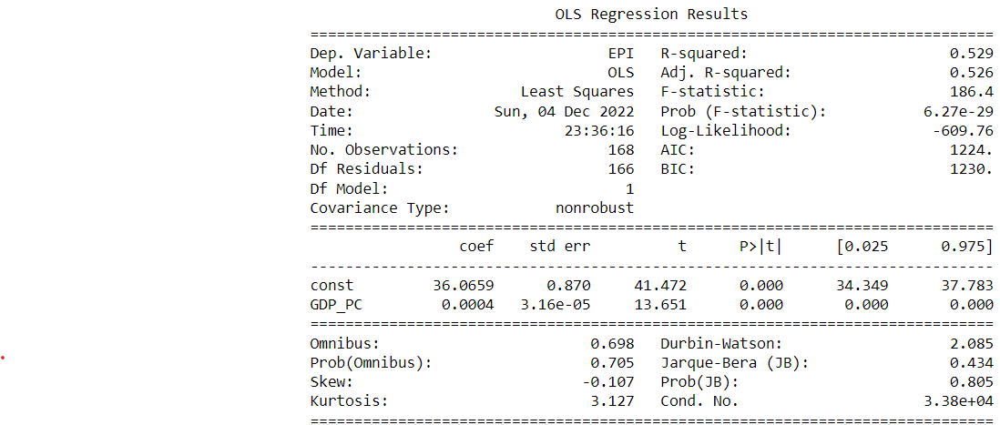 OLS Regression Results
==============================================================================
Dep. Variable:                    EPI   R-squared:                       0.529
Model:                            OLS   Adj. R-squared:                  0.526
Method:                 Least Squares   F-statistic:                     186.4
Date:                Sun, 04 Dec 2022   Prob (F-statistic):           6.27e-29
Time:                        23:36:16   Log-Likelihood:                -609.76
No. Observations:                 168   AIC:                             1224.
Df Residuals:                     166   BIC:                             1230.
Df Model:                           1
Covariance Type:            nonrobust
==============================================================================
                 coef    std err          t      P>|t|      [0.025      0.975]
------------------------------------------------------------------------------
const         36.0659      0.870     41.472      0.000      34.349      37.783
GDP_PC         0.0004   3.16e-05     13.651      0.000       0.000       0.000
==============================================================================
Omnibus:                        0.698   Durbin-Watson:                   2.085
Prob(Omnibus):                  0.705   Jarque-Bera (JB):                0.434
Skew:                          -0.107   Prob(JB):                        0.805
Kurtosis:                       3.127   Cond. No.                     3.38e+04
==============================================================================